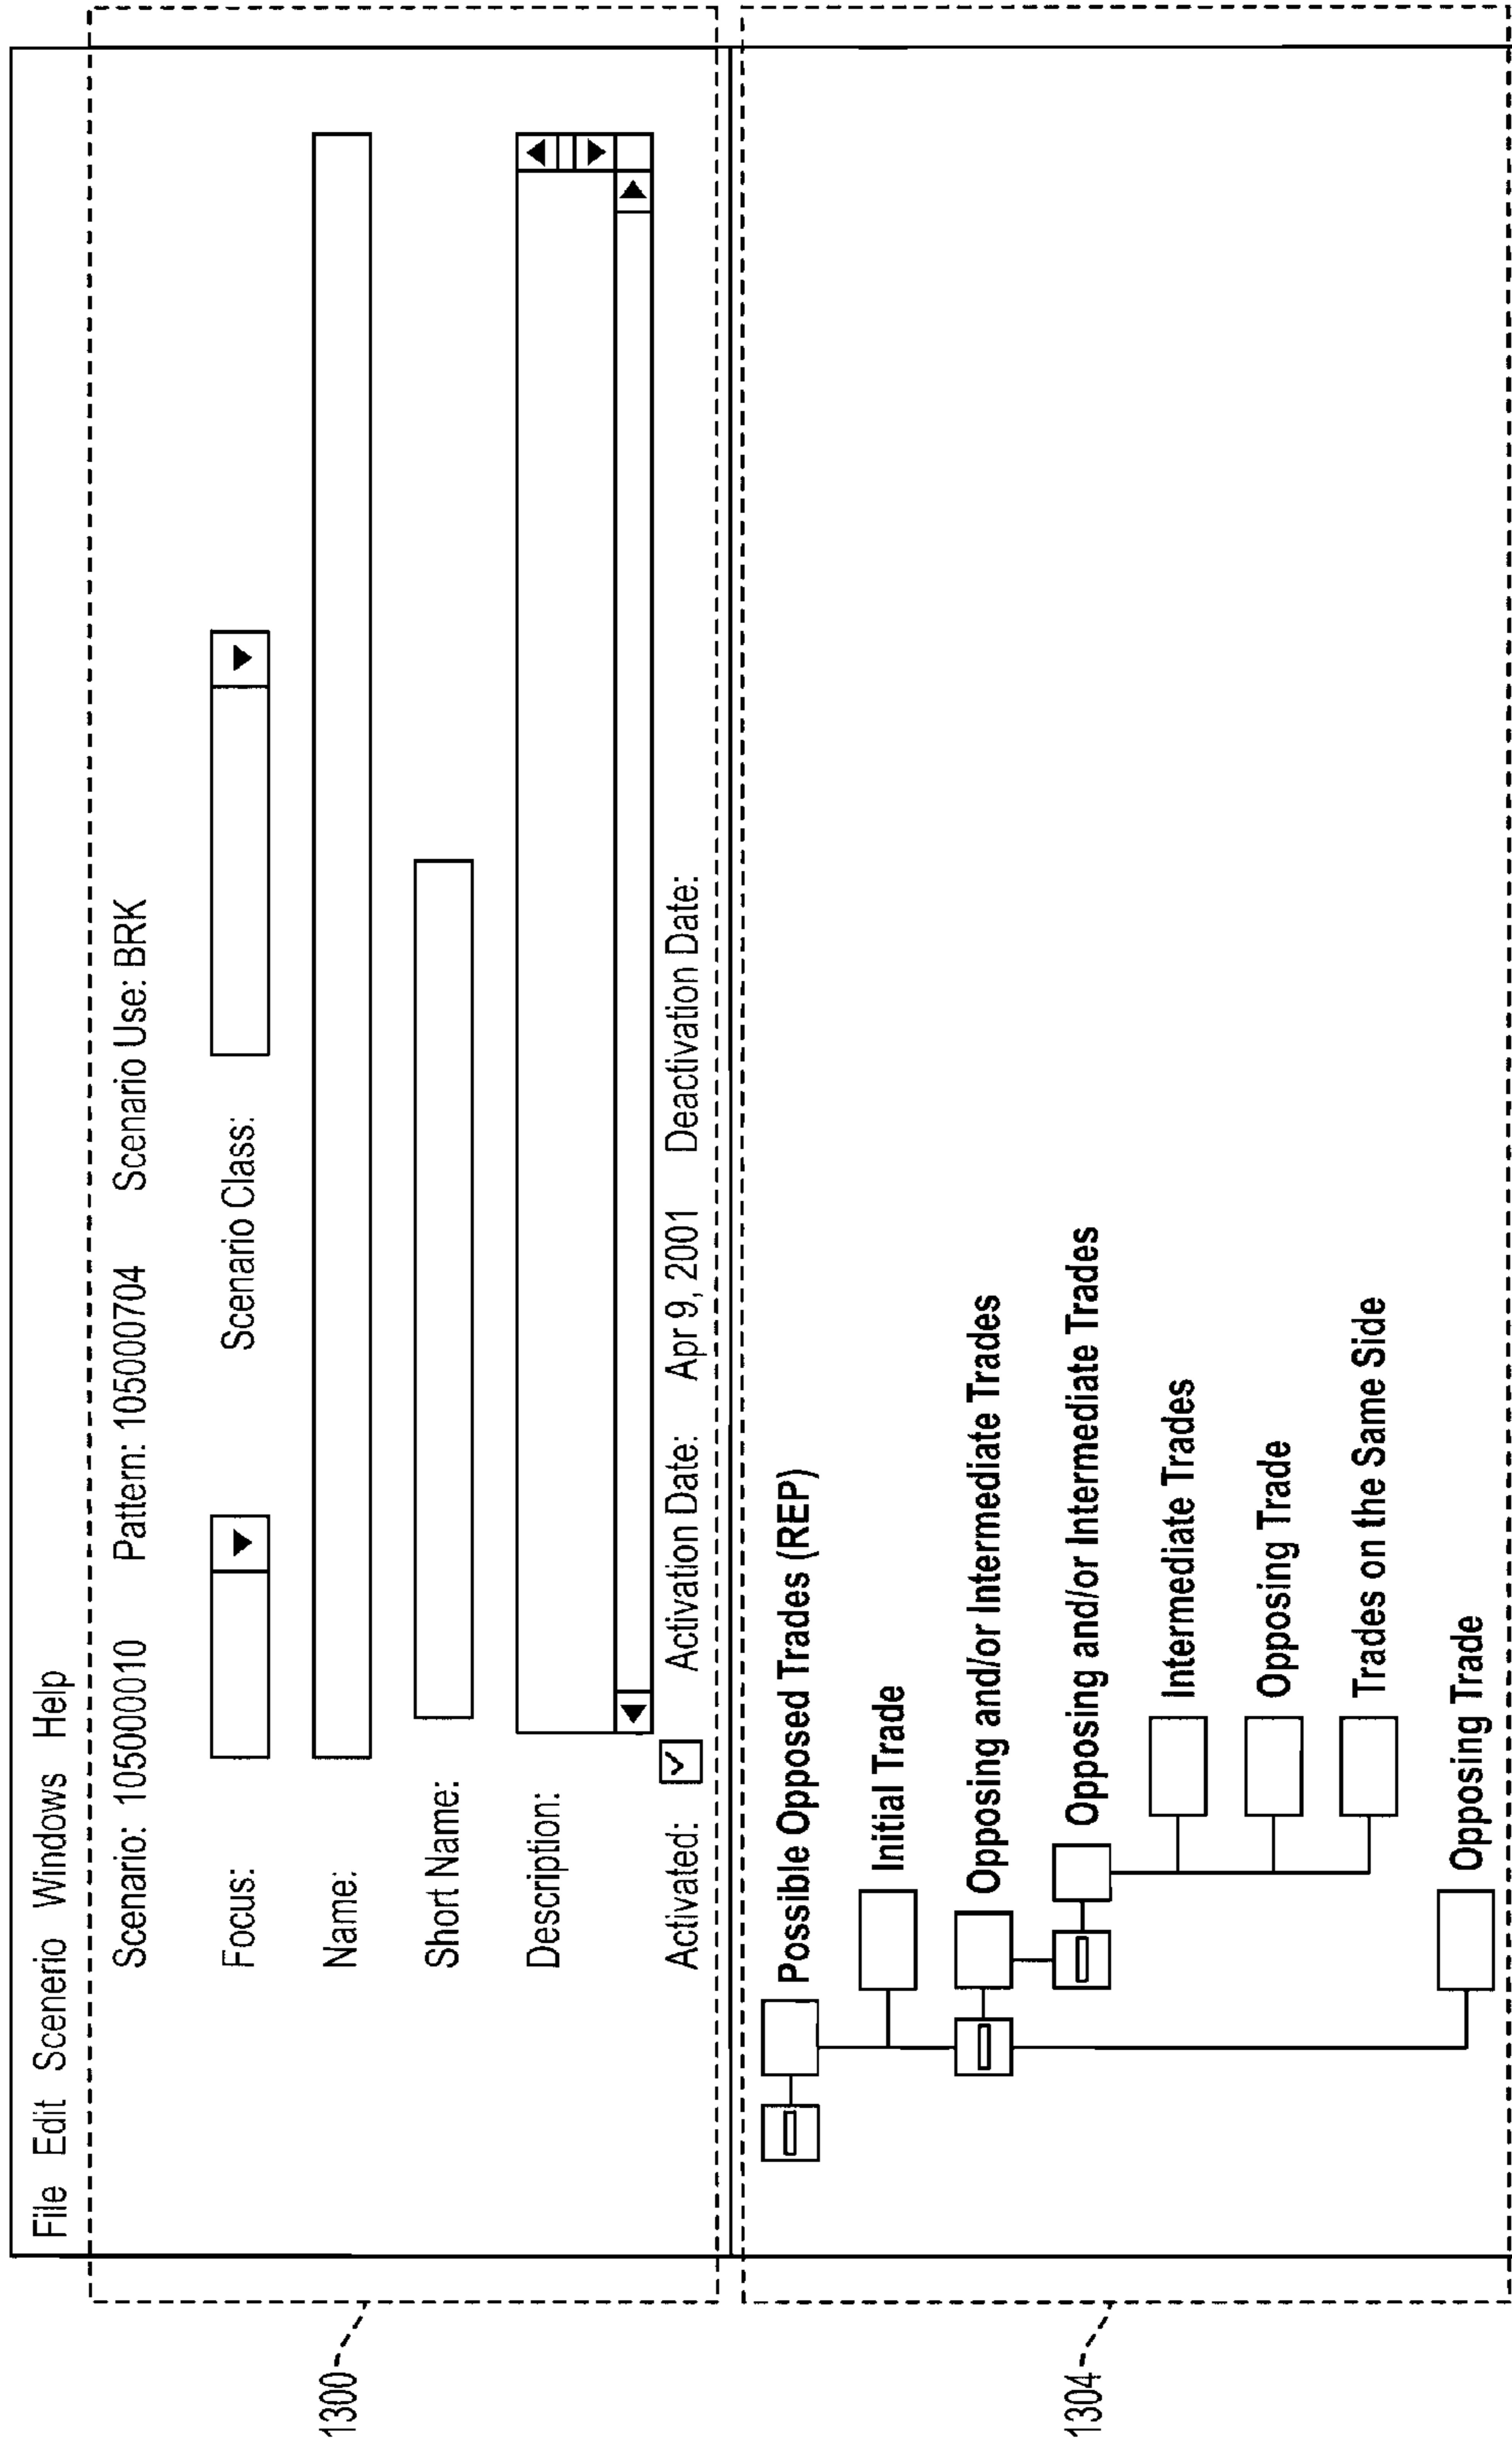 File Edit Scenerio Windows Help
Scenario: 105000010 Pattern: 105000704 Scenario Use: BRK
Focus: Scenario Class:
Name:
Short Name:
Description:
Activated: Activation Date: Apr 9, 2001 Deactivation Date:
1300
Possible Opposed Trades (REP)
Initial Trade
Opposing and/or Intermediate Trades
Opposing and/or Intermediate Trades
Intermediate Trades
Opposing Trade
Trades on the Same Side
Opposing Trade
1304